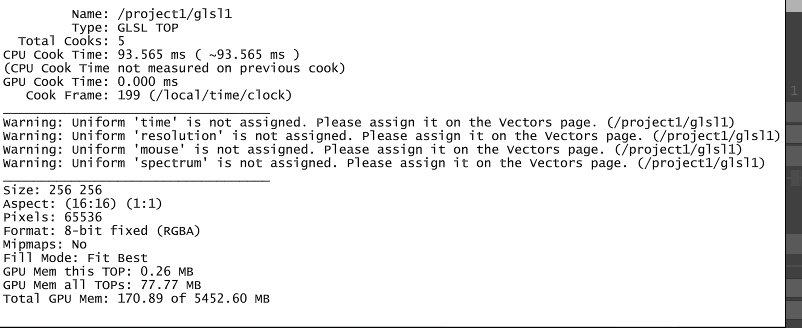 Name: /project1/glsl1
Type: GLSL TOP
Total Cooks: 5
CPU Cook Time: 93.565 ms ( ~93.565 ms )
(CPU Cook Time not measured on previous cook)
GPU Cook Time: 0.000 ms
Cook Frame: 199 (/local/time/clock)
Warning: Uniform 'time' is not assigned. Please assign it on the Vectors page. (/project1/glsl1)
Warning: Uniform 'resolution' is not assigned. Please assign it on the Vectors page. (/project1/glsl1)
Warning: Uniform 'mouse' is not assigned. Please assign it on the Vectors page. (/project1/glsl1)
Warning: Uniform 'spectrum' is not assigned. Please assign it on the Vectors page. (/project1/glsl1)
Size: 256 256
Aspect: (16:16) (1:1)
Pixels: 65536
Format: 8-bit fixed (RGBA)
Mipmaps: No
Fill Mode: Fit Best
GPU Mem this TOP: 0.26 MB
GPU Mem all TOPs: 77.77 MB
Total GPU Mem: 170.89 of 5452.60 MB
1